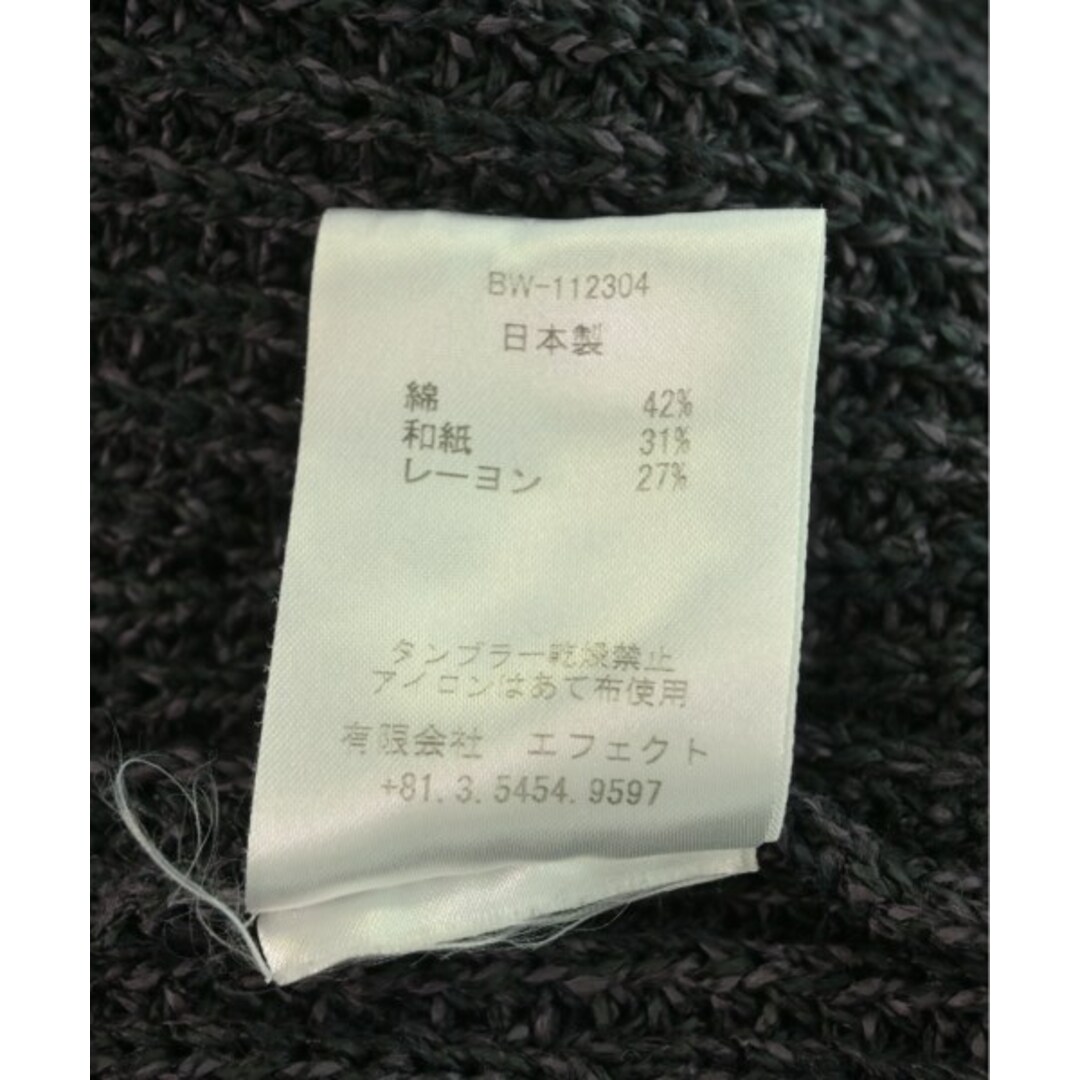 BW-112304
日本製
綿 42%
和紙 31%
レーヨン 27%
タンブラー乾燥禁止
アイロンはあて布使用
有限会社 エフェクト
+81.3.5454.9597